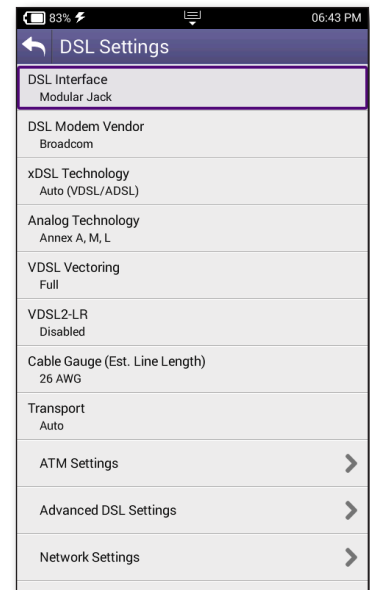 83% 06:43 PM
DSL Settings
DSL Interface
Modular Jack
DSL Modem Vendor
Broadcom
xDSL Technology
Auto (VDSL/ADSL)
Analog Technology
Annex A, M, L
VDSL Vectoring
Full
VDSL2-LR
Disabled
Cable Gauge (Est. Line Length)
26 AWG
Transport
Auto
ATM Settings
Advanced DSL Settings
Network Settings